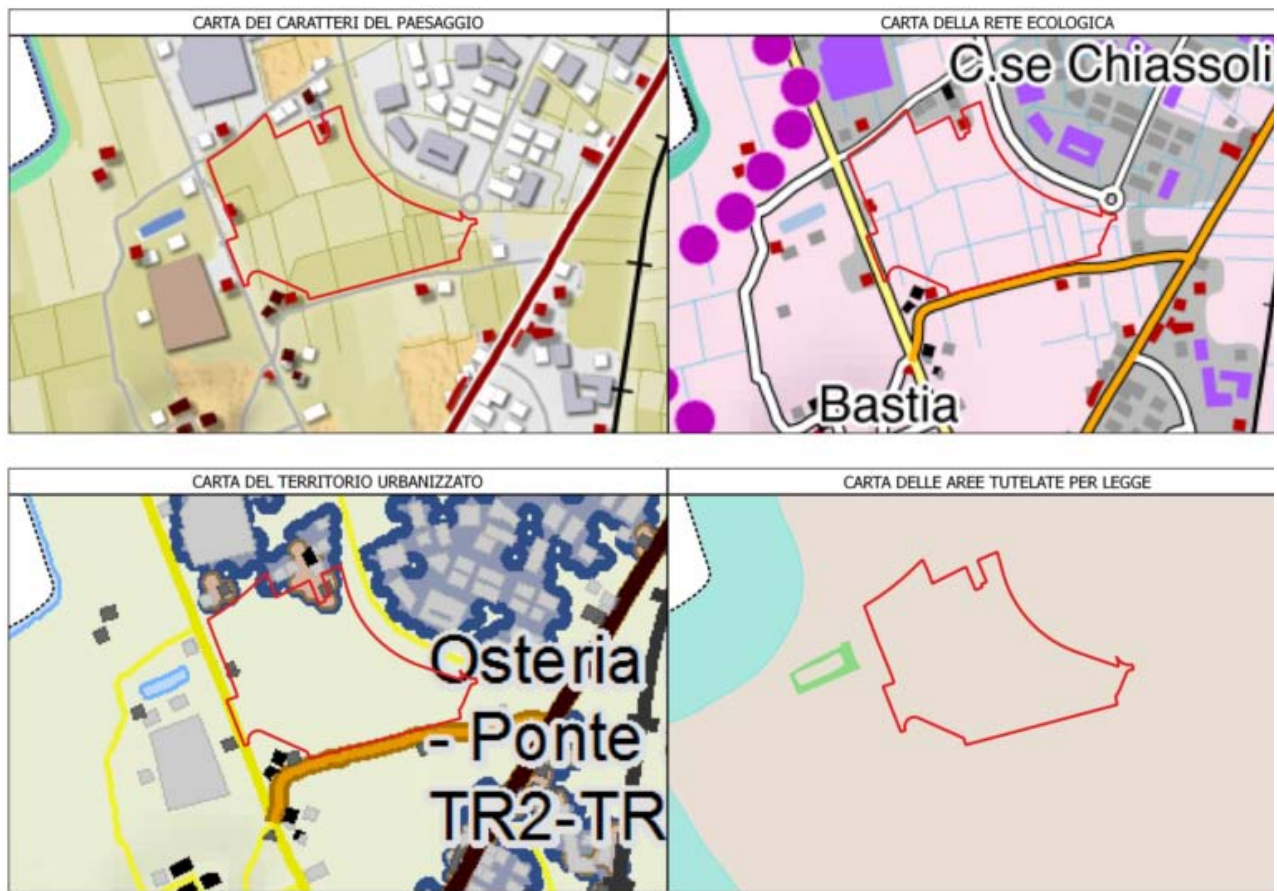 CARTA DEI CARATTERI DEL PAESAGGIO
CARTA DELLA RETE ECOLOGICA
C.se Chiassoli
Bastia
CARTA DEL TERRITORIO URBANIZZATO
CARTA DELLE AREE TUTELATE PER LEGGE
Osteria
- Ponte
TR2-TR